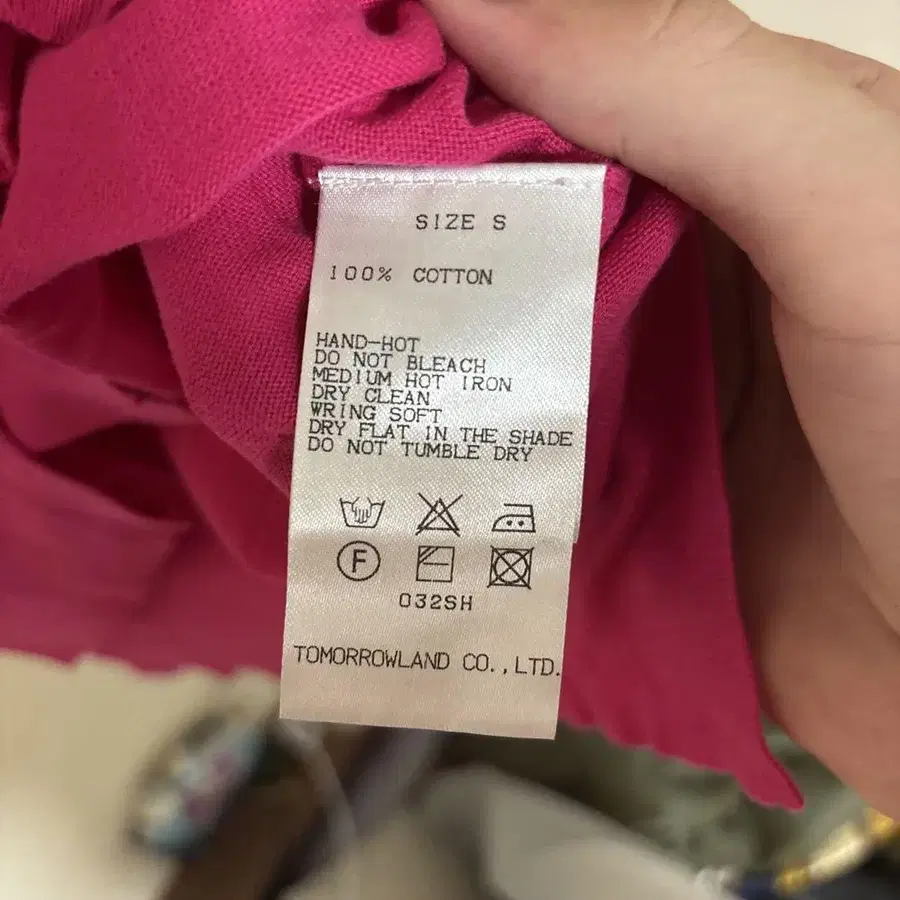 SIZE S
100% COTTON
HAND-HOT
DO NOT BLEACH
MEDIUM HOT IRON
DRY CLEAN
WRING SOFT
DRY FLAT IN THE SHADE
DO NOT TUMBLE DRY
F
032SH
TOMORROWLAND CO.,LTD.